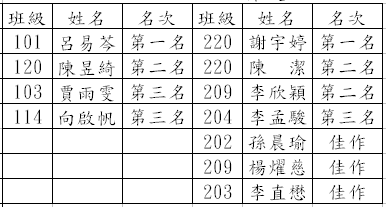 班級 姓名 名次 班級 姓名 名次
101 呂易芩 第一名 220 謝宇婷 第一名
120 陳昱綺 第二名 220 陳 潔 第二名
103 賈雨雯 第三名 209 李欣穎 第二名
114 向啟帆 第三名 204 李孟駿 第三名
202 孫晨瑜 佳作
209 楊燿慈 佳作
203 李直懋 佳作